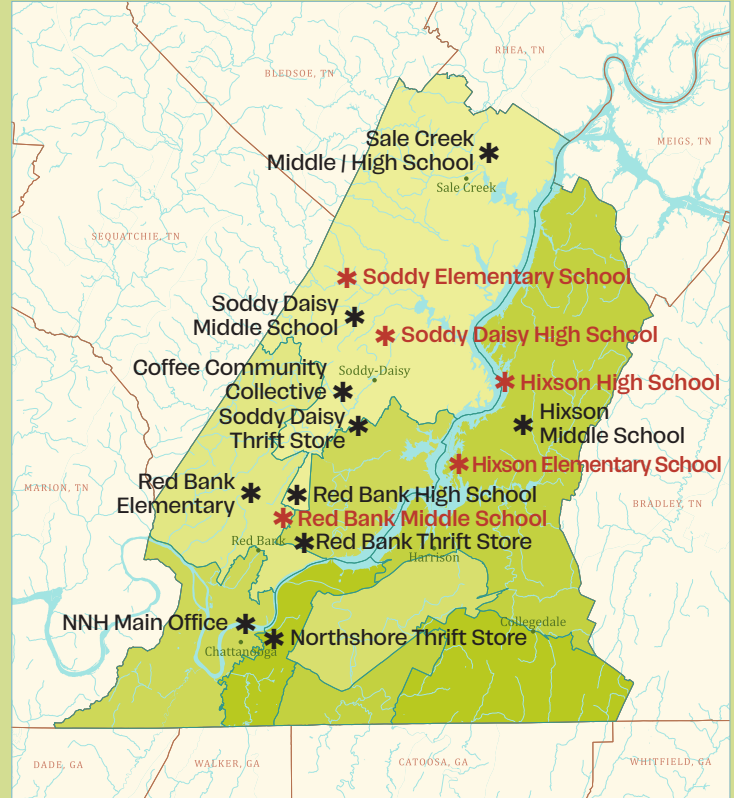 RHEA, TN
BLEDSOE, TN
MEIGS, TN
Sale Creek
Middle / High School
Sale Creek
SEQUATCHIE, TN
Soddy Elementary School
Soddy Daisy
Middle School
Soddy Daisy High School
Coffee Community
Collective
Soddy-Daisy
Hixson High School
Soddy Daisy
Thrift Store
Hixson
Middle School
Hixson Elementary School
MARION, TN
Red Bank
Elementary
Red Bank High School
BRADLEY, TN
Red Bank Middle School
Red Bank
Red Bank Thrift Store
Harrison
NNH Main Office
Collegedale
Northshore Thrift Store
Chattanooga
DADE, GA
WALKER, GA
CATOOSA, GA
WHITFIELD, GA